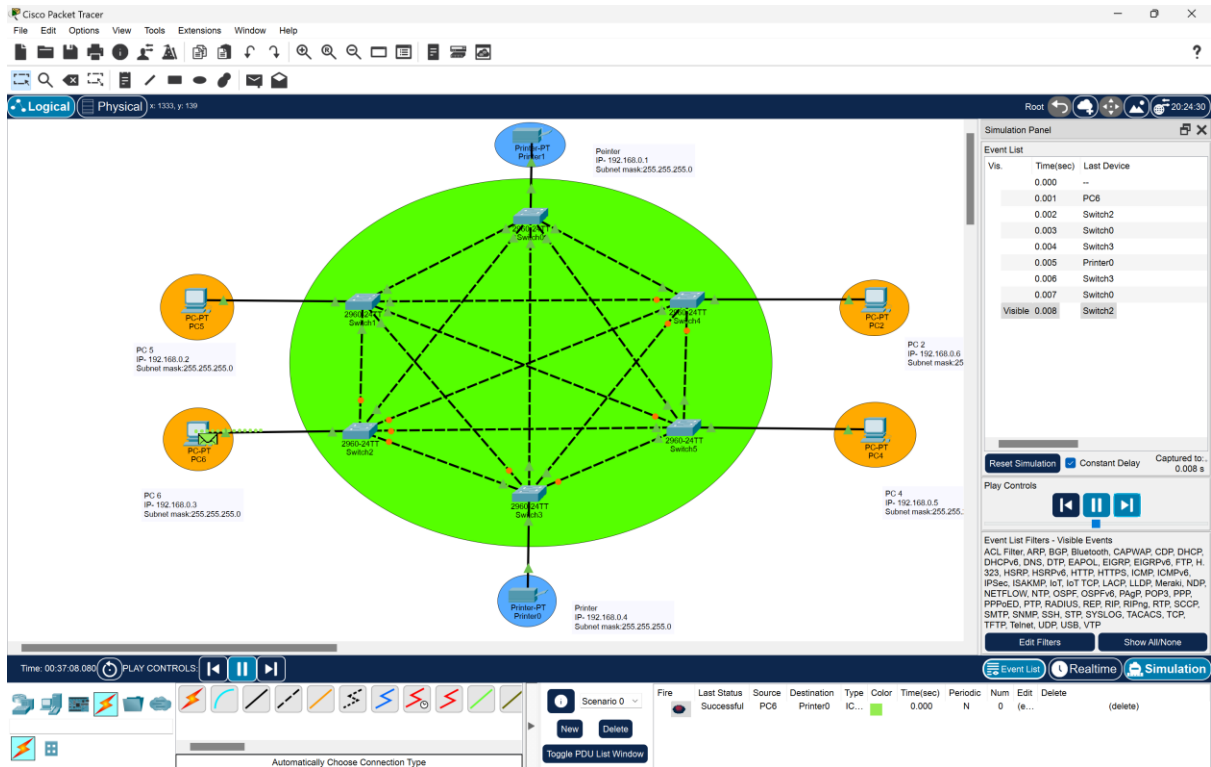 Cisco Packet Tracer
File Edit Options View Tools Extensions Window Help
?
Logical Physical x: 1333, y: 139 Root 20:24:30
Printer-PT
Printer1
Peinter
IP- 192.168.0.1
Subnet mask:255.255.255.0
2960-24TT
Switch0
PC-PT
PC5
2960-24TT
Switch1
2960-24TT
Switch4
PC-PT
PC2
PC 5
IP- 192.168.0.2
Subnet mask:255.255.255.0
PC 2
IP- 192.168.0.6
Subnet mask:25
PC-PT
PC6
2960-24TT
Switch2
2960-24TT
Switch5
PC-PT
PC4
PC 6
IP- 192.168.0.3
Subnet mask:255.255.255.0
2960-24TT
Switch3
PC 4
IP- 192.168.0.5
Subnet mask:255.255.255.
Printer-PT
Printer0
Printer
IP- 192.168.0.4
Subnet mask:255.255.255.0
Simulation Panel
Event List
Vis. Time(sec) Last Device
0.000 --
0.001 PC6
0.002 Switch2
0.003 Switch0
0.004 Switch3
0.005 Printer0
0.006 Switch3
0.007 Switch0
Visible 0.008 Switch2
Reset Simulation Constant Delay Captured to:.
0.008 s
Play Controls
Event List Filters - Visible Events
ACL Filter, ARP, BGP, Bluetooth, CAPWAP, CDP, DHCP,
DHCPv6, DNS, DTP, EAPOL, EIGRP, EIGRPv6, FTP, H.
323, HSRP, HSRPv6, HTTP, HTTPS, ICMP, ICMPv6,
IPSec, ISAKMP, IoT, IoT TCP, LACP, LLDP, Meraki, NDP,
NETFLOW, NTP, OSPF, OSPFv6, PAgP, POP3, PPP,
PPPoED, PTP, RADIUS, REP, RIP, RIPng, RTP, SCCP,
SMTP, SNMP, SSH, STP, SYSLOG, TACACS, TCP,
TFTP, Telnet, UDP, USB, VTP
Edit Filters Show All/None
Time: 00:37:08.080 PLAY CONTROLS: Event List Realtime Simulation
Automatically Choose Connection Type
Scenario 0
New Delete
Toggle PDU List Window
Fire Last Status Source Destination Type Color Time(sec) Periodic Num Edit Delete
Successful PC6 Printer0 IC... 0.000 N 0 (e... (delete)